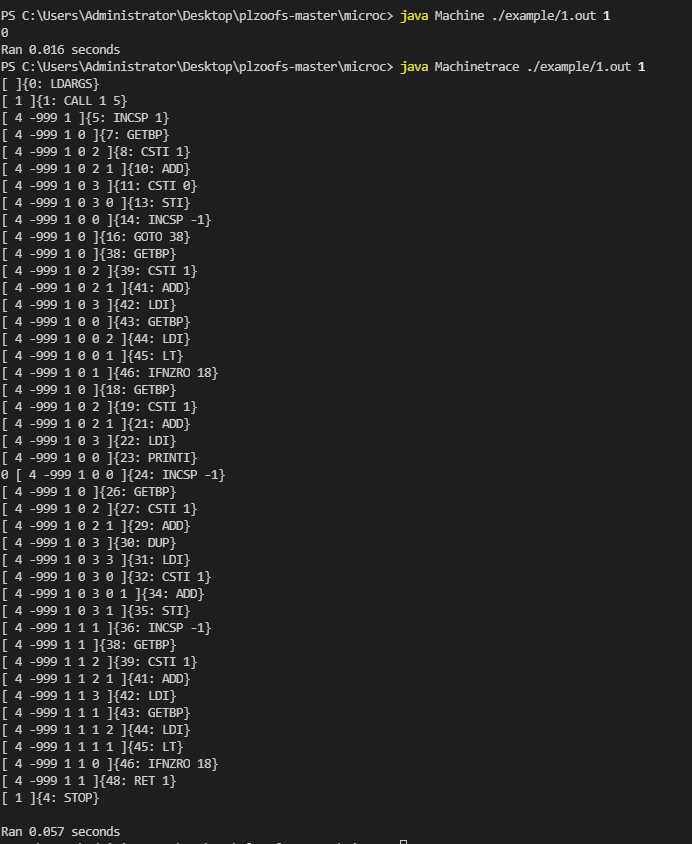 PS C:\Users\Administrator\Desktop\plzoofs-master\microc> java Machine ./example/1.out 1
0
Ran 0.016 seconds
PS C:\Users\Administrator\Desktop\plzoofs-master\microc> java Machinetrace ./example/1.out 1
[ ]{0: LDARGS}
[ 1 ]{1: CALL 1 5}
[ 4 -999 1 ]{5: INCSP 1}
[ 4 -999 1 0 ]{7: GETBP}
[ 4 -999 1 0 2 ]{8: CSTI 1}
[ 4 -999 1 0 2 1 ]{10: ADD}
[ 4 -999 1 0 3 ]{11: CSTI 0}
[ 4 -999 1 0 3 0 ]{13: STI}
[ 4 -999 1 0 0 ]{14: INCSP -1}
[ 4 -999 1 0 ]{16: GOTO 38}
[ 4 -999 1 0 ]{38: GETBP}
[ 4 -999 1 0 2 ]{39: CSTI 1}
[ 4 -999 1 0 2 1 ]{41: ADD}
[ 4 -999 1 0 3 ]{42: LDI}
[ 4 -999 1 0 0 ]{43: GETBP}
[ 4 -999 1 0 0 2 ]{44: LDI}
[ 4 -999 1 0 0 1 ]{45: LT}
[ 4 -999 1 0 1 ]{46: IFNZRO 18}
[ 4 -999 1 0 ]{18: GETBP}
[ 4 -999 1 0 2 ]{19: CSTI 1}
[ 4 -999 1 0 2 1 ]{21: ADD}
[ 4 -999 1 0 3 ]{22: LDI}
[ 4 -999 1 0 0 ]{23: PRINTI}
0 [ 4 -999 1 0 0 ]{24: INCSP -1}
[ 4 -999 1 0 ]{26: GETBP}
[ 4 -999 1 0 2 ]{27: CSTI 1}
[ 4 -999 1 0 2 1 ]{29: ADD}
[ 4 -999 1 0 3 ]{30: DUP}
[ 4 -999 1 0 3 3 ]{31: LDI}
[ 4 -999 1 0 3 0 ]{32: CSTI 1}
[ 4 -999 1 0 3 0 1 ]{34: ADD}
[ 4 -999 1 0 3 1 ]{35: STI}
[ 4 -999 1 1 1 ]{36: INCSP -1}
[ 4 -999 1 1 ]{38: GETBP}
[ 4 -999 1 1 2 ]{39: CSTI 1}
[ 4 -999 1 1 2 1 ]{41: ADD}
[ 4 -999 1 1 3 ]{42: LDI}
[ 4 -999 1 1 1 ]{43: GETBP}
[ 4 -999 1 1 1 2 ]{44: LDI}
[ 4 -999 1 1 1 1 ]{45: LT}
[ 4 -999 1 1 0 ]{46: IFNZRO 18}
[ 4 -999 1 1 ]{48: RET 1}
[ 1 ]{4: STOP}
Ran 0.057 seconds